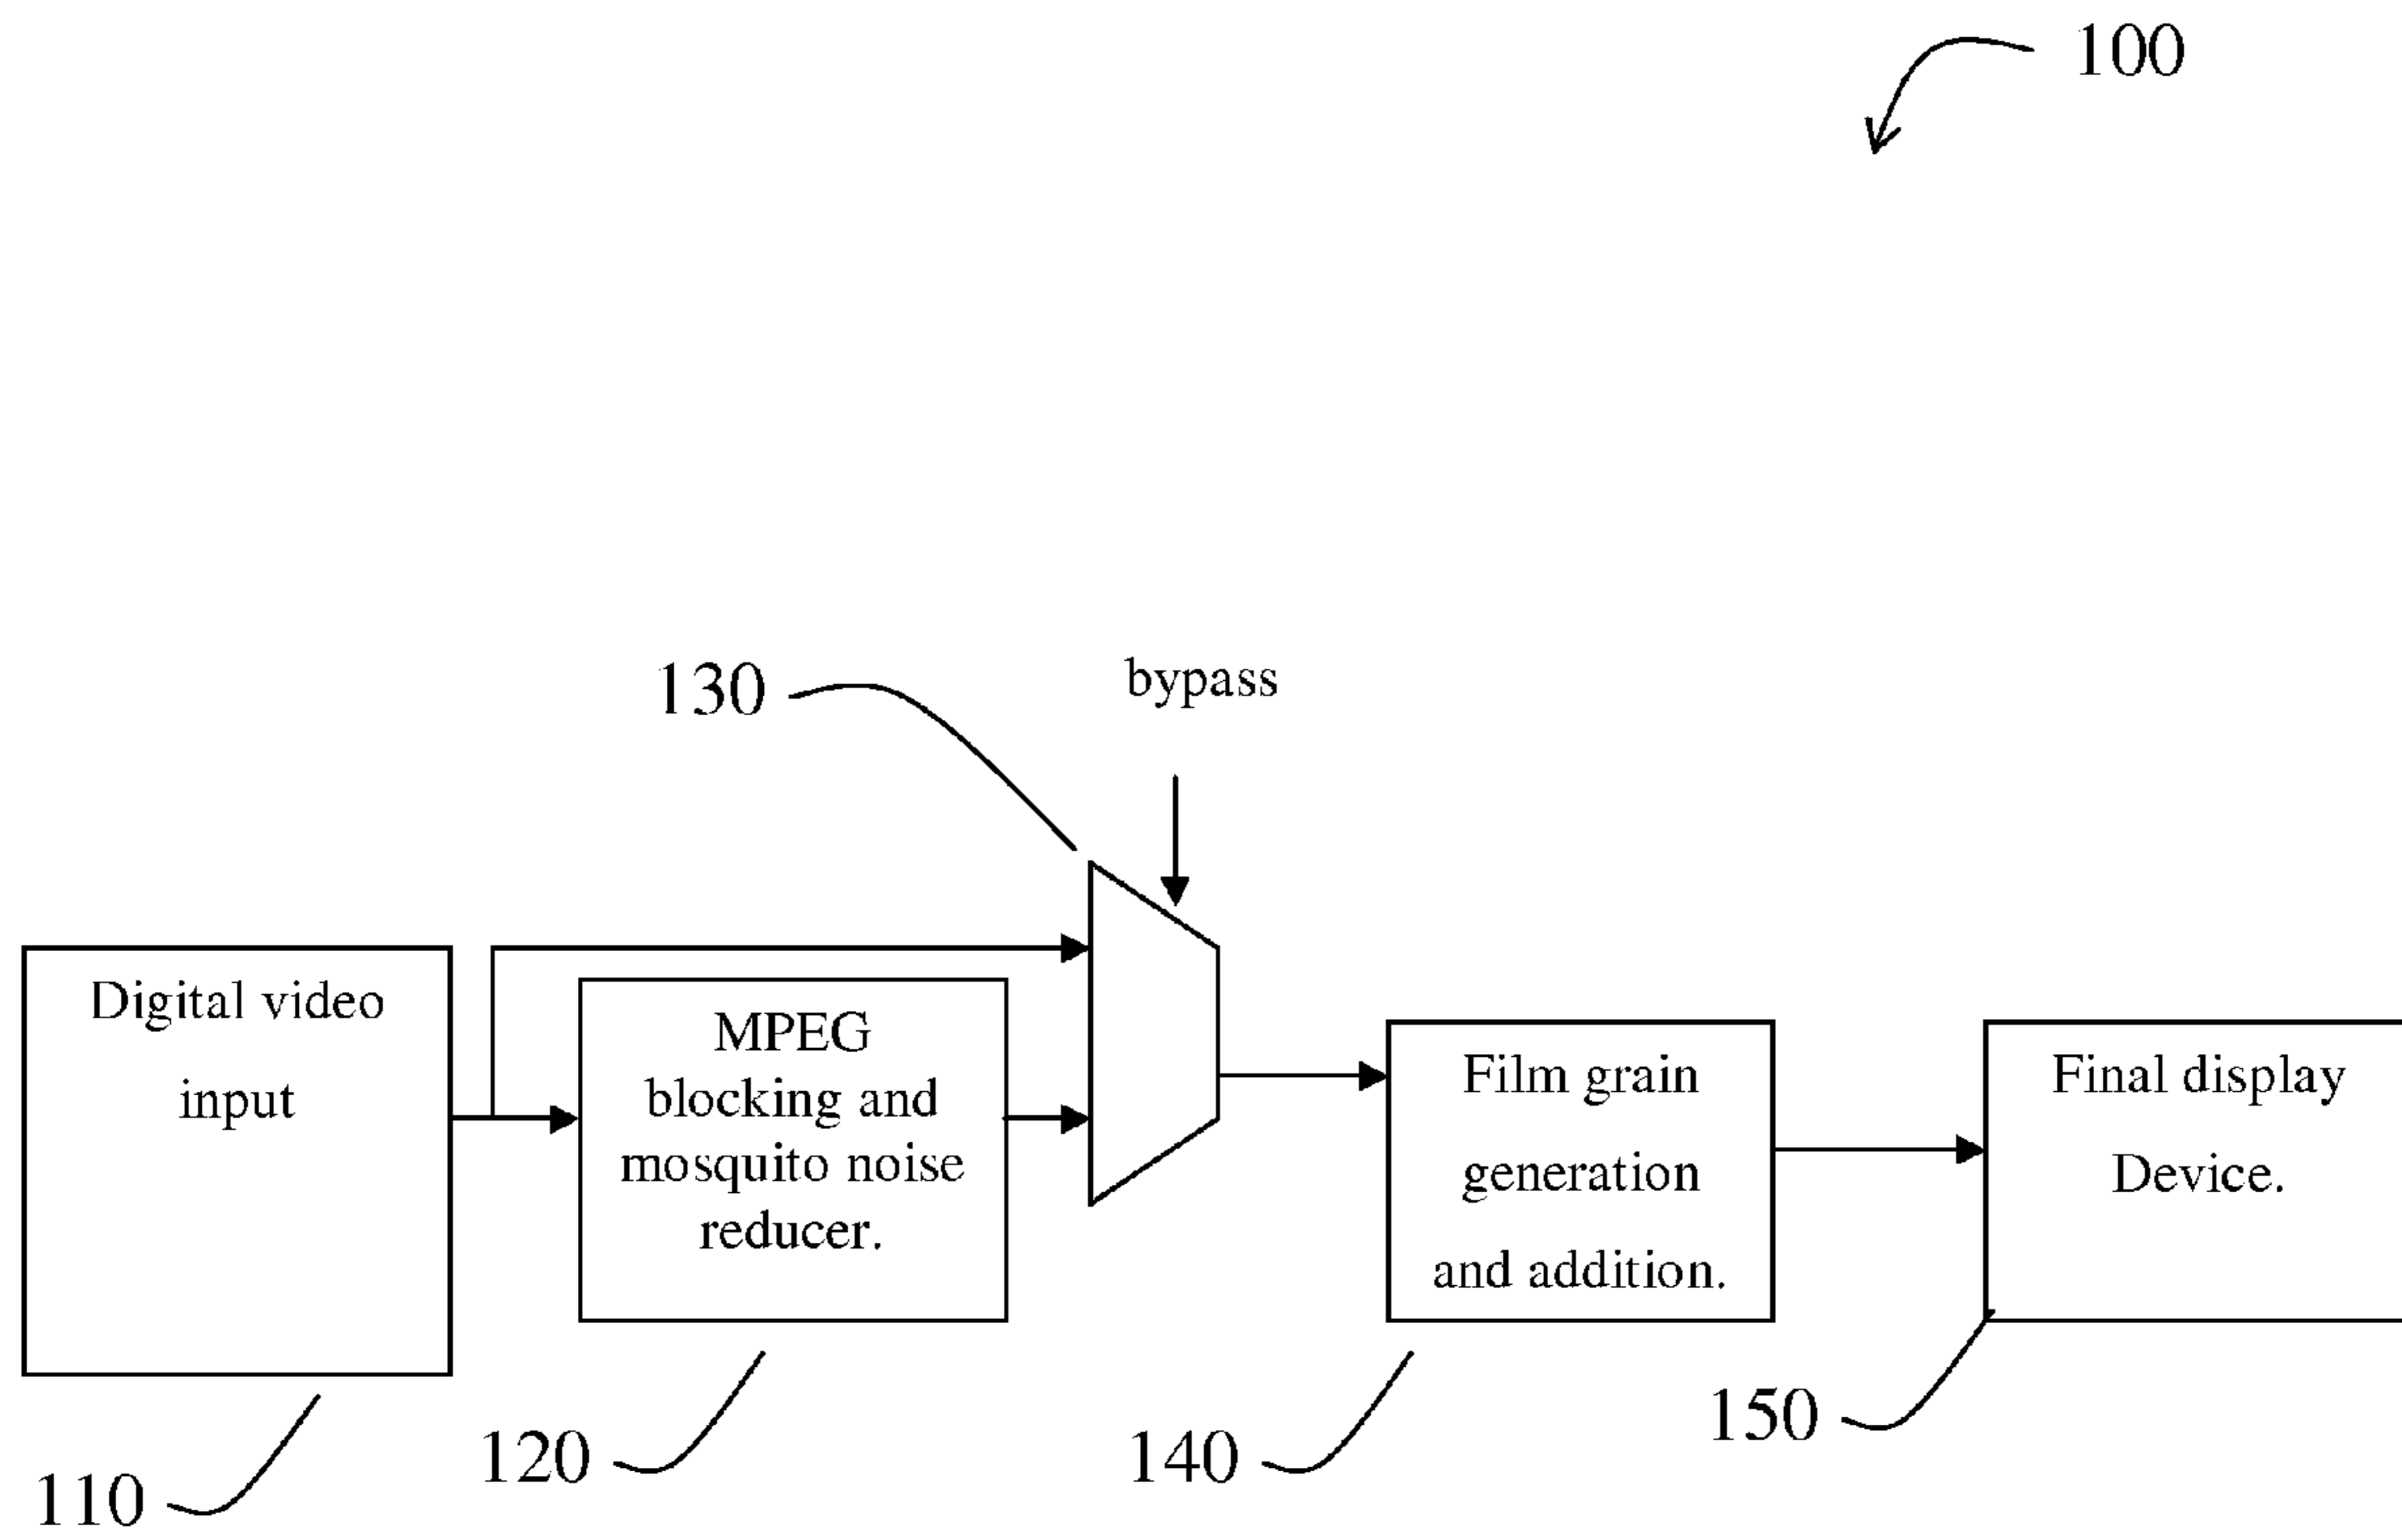 100
130
bypass
Digital video
input
MPEG
blocking and
mosquito noise
reducer.
Film grain
generation
and addition.
Final display
Device.
110
120
140
150